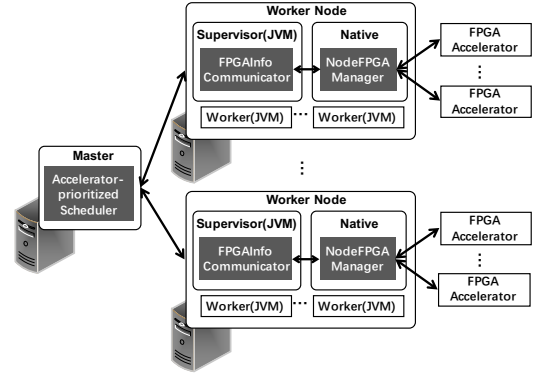 Worker Node
Supervisor(JVM)
Native
FPGAInfo
Communicator
NodeFPGA
Manager
Worker(JVM)
...
Worker(JVM)
FPGA
Accelerator
⋮
FPGA
Accelerator
Master
Accelerator-
prioritized
Scheduler
⋮
Worker Node
Supervisor(JVM)
Native
FPGAInfo
Communicator
NodeFPGA
Manager
Worker(JVM)
...
Worker(JVM)
FPGA
Accelerator
⋮
FPGA
Accelerator